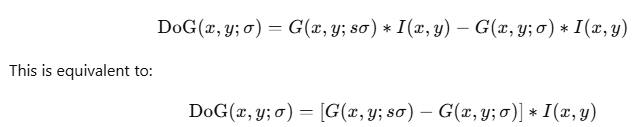 DoG(x, y; σ) = G(x, y; sσ) ∗ I(x, y) − G(x, y; σ) ∗ I(x, y)
This is equivalent to:
DoG(x, y; σ) = [G(x, y; sσ) − G(x, y; σ)] ∗ I(x, y)